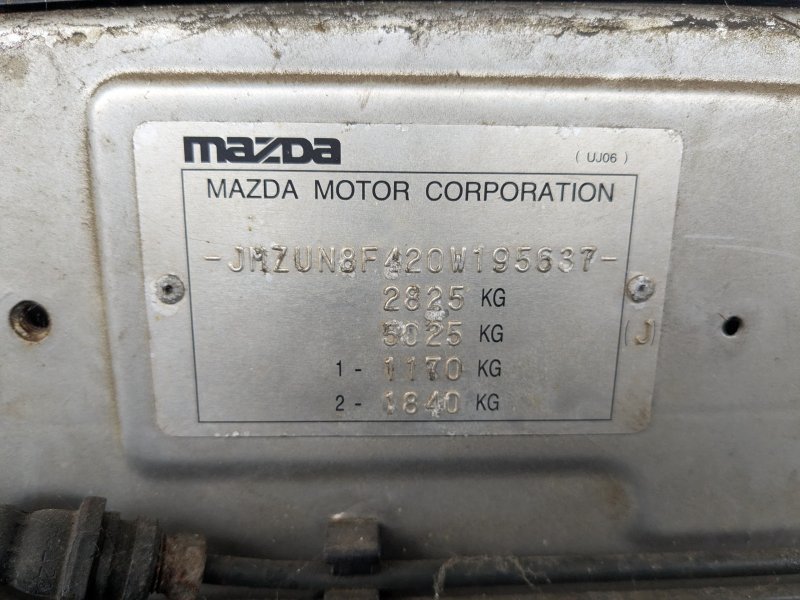 mazda
( UJ06 )
MAZDA MOTOR CORPORATION
-JMZUN8F420W195637-
2825 KG
5025 KG
(J)
1 - 1170 KG
2 - 1840 KG